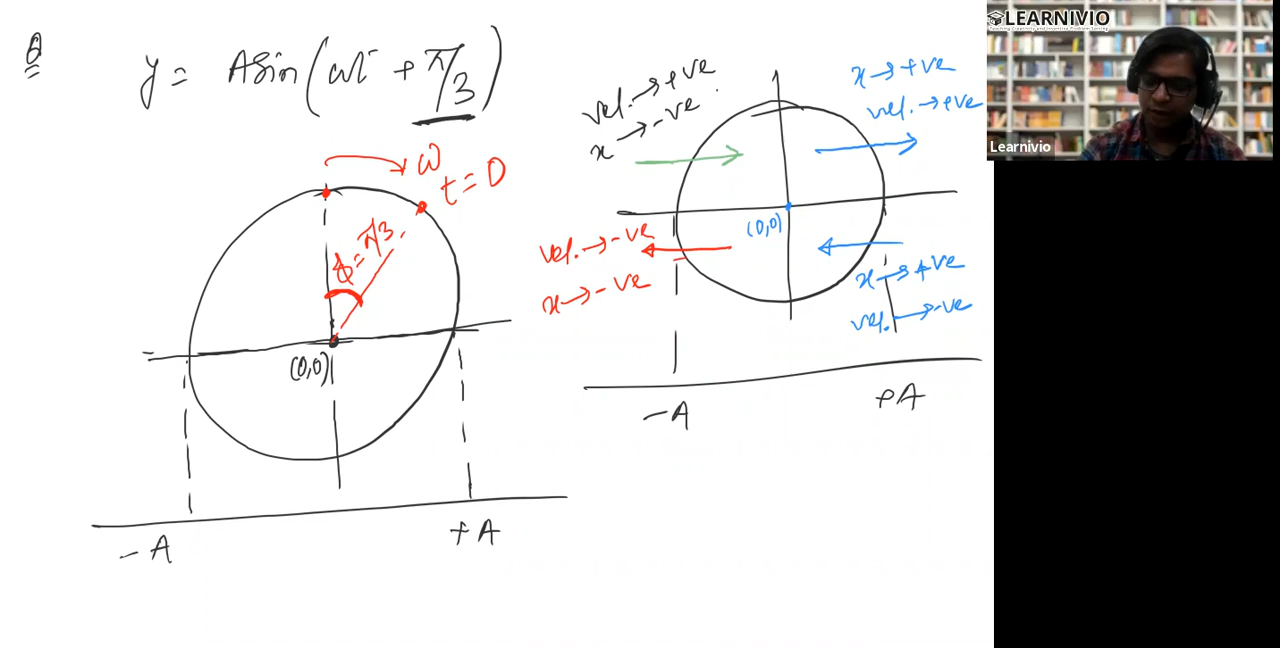 Q
y = A sin(ωt + π/3)
ω
t = 0
ϕ = π/3
(0,0)
-A
+A
vel. → +ve
x → -ve
x → +ve
vel. → +ve
(0,0)
vel. → -ve
x → -ve
x → +ve
vel. → -ve
-A
+A
LEARNIVIO
Learnivio